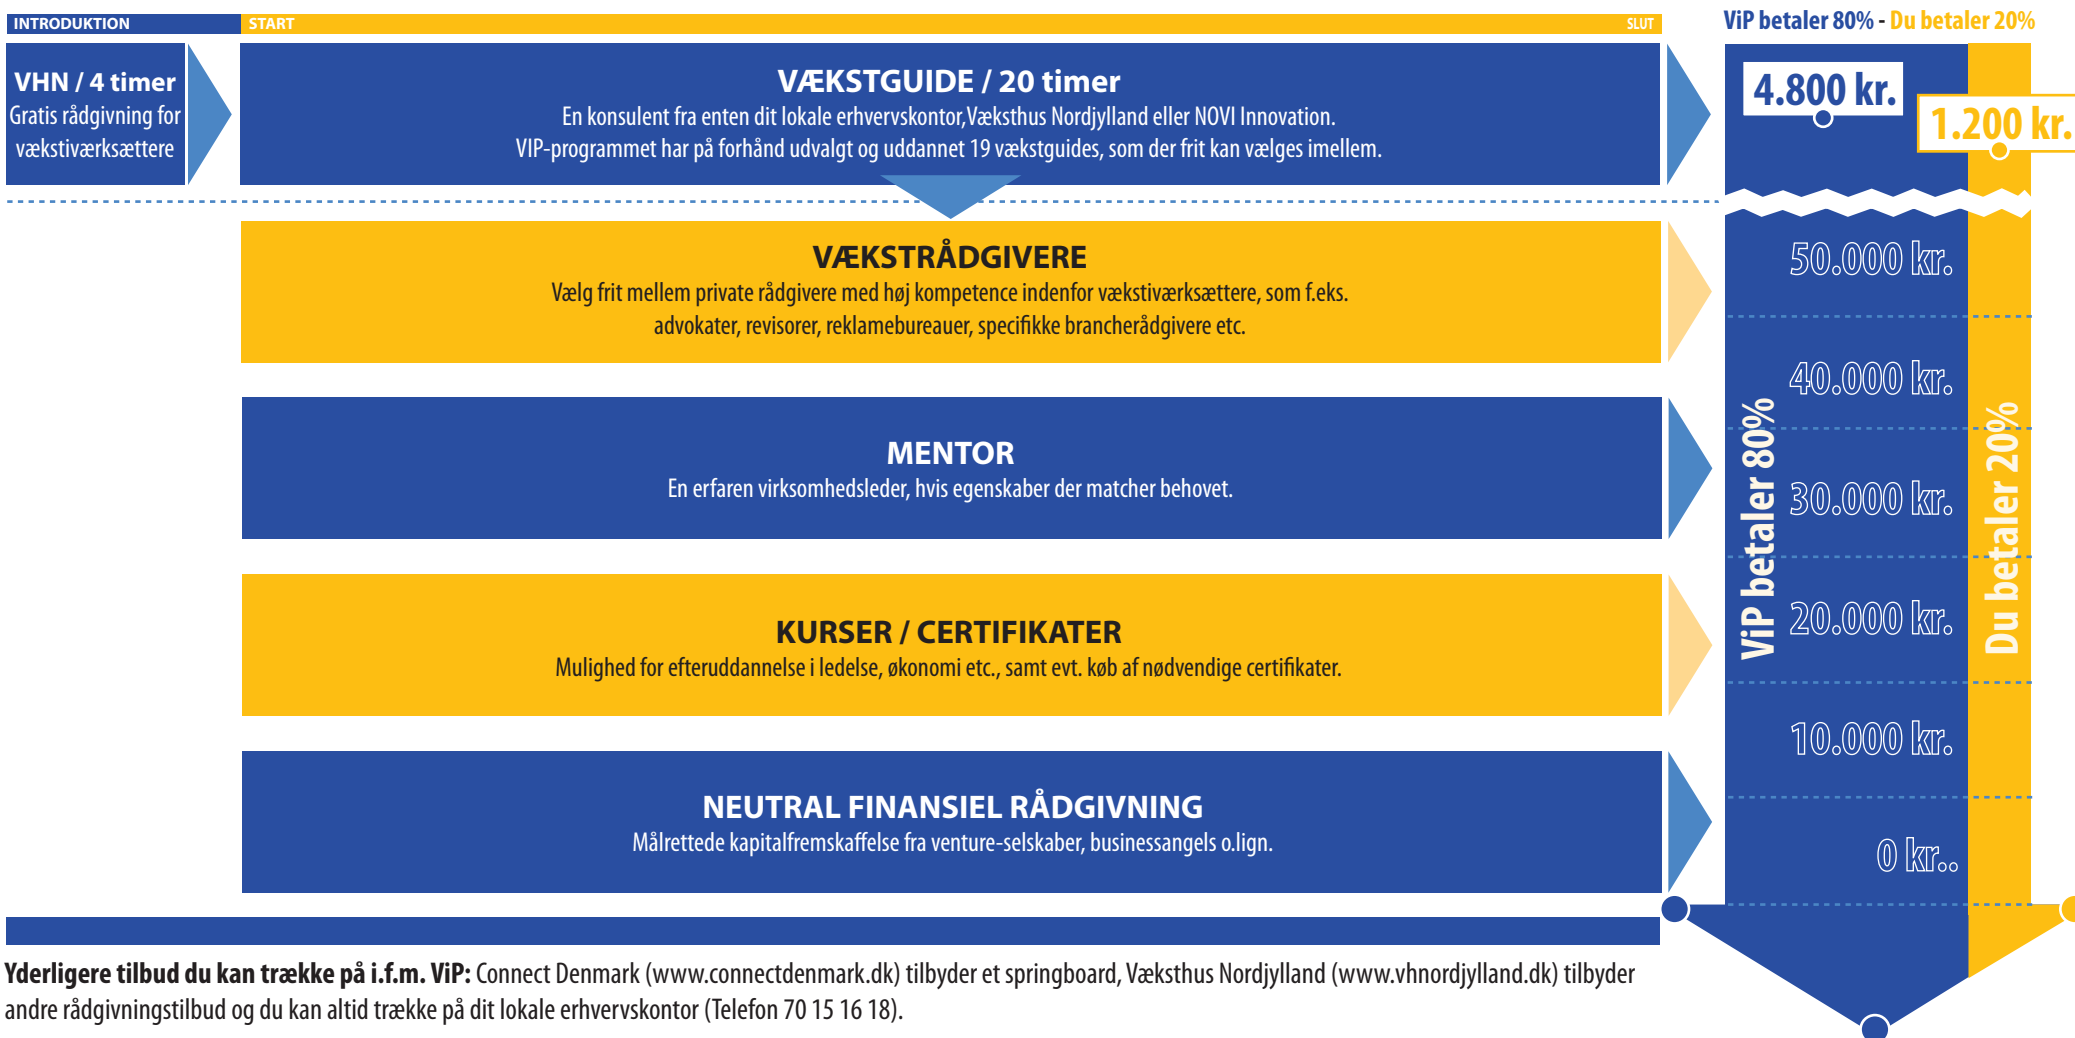 INTRODUKTION
START
SLUT
ViP betaler 80% - Du betaler 20%
VHN / 4 timer
Gratis rådgivning for
vækstiværksættere
VÆKSTGUIDE / 20 timer
En konsulent fra enten dit lokale erhvervskontor,Væksthus Nordjylland eller NOVI Innovation.
VIP-programmet har på forhånd udvalgt og uddannet 19 vækstguides, som der frit kan vælges imellem.
4.800 kr.
1.200 kr.
VÆKSTRÅDGIVERE
Vælg frit mellem private rådgivere med høj kompetence indenfor vækstiværksættere, som f.eks.
advokater, revisorer, reklamebureauer, specifikke brancherådgivere etc.
MENTOR
En erfaren virksomhedsleder, hvis egenskaber der matcher behovet.
KURSER / CERTIFIKATER
Mulighed for efteruddannelse i ledelse, økonomi etc., samt evt. køb af nødvendige certifikater.
NEUTRAL FINANSIEL RÅDGIVNING
Målrettede kapitalfremskaffelse fra venture-selskaber, businessangels o.lign.
ViP betaler 80%
50.000 kr.
40.000 kr.
30.000 kr.
20.000 kr.
10.000 kr.
0 kr..
Du betaler 20%
Yderligere tilbud du kan trække på i.f.m. ViP: Connect Denmark (www.connectdenmark.dk) tilbyder et springboard, Væksthus Nordjylland (www.vhnordjylland.dk) tilbyder
andre rådgivningstilbud og du kan altid trække på dit lokale erhvervskontor (Telefon 70 15 16 18).